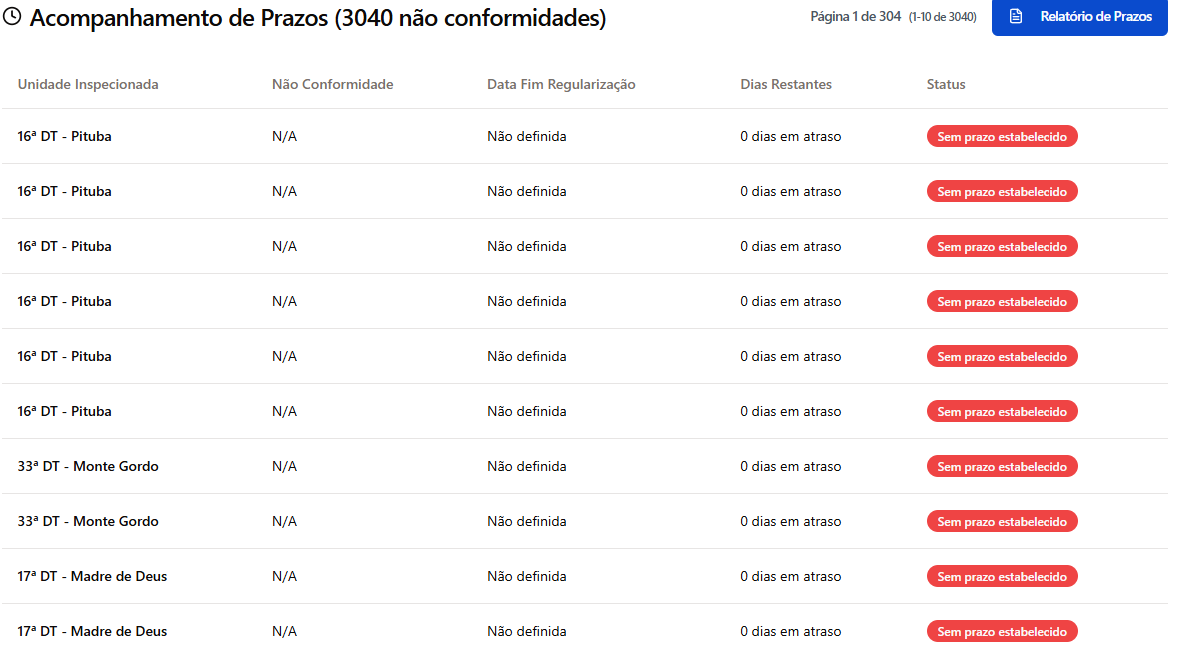 Acompanhamento de Prazos (3040 não conformidades) Página 1 de 304 (1-10 de 3040) Relatório de Prazos
Unidade Inspecionada Não Conformidade Data Fim Regularização Dias Restantes Status
16ª DT - Pituba N/A Não definida 0 dias em atraso Sem prazo estabelecido
16ª DT - Pituba N/A Não definida 0 dias em atraso Sem prazo estabelecido
16ª DT - Pituba N/A Não definida 0 dias em atraso Sem prazo estabelecido
16ª DT - Pituba N/A Não definida 0 dias em atraso Sem prazo estabelecido
16ª DT - Pituba N/A Não definida 0 dias em atraso Sem prazo estabelecido
16ª DT - Pituba N/A Não definida 0 dias em atraso Sem prazo estabelecido
33ª DT - Monte Gordo N/A Não definida 0 dias em atraso Sem prazo estabelecido
33ª DT - Monte Gordo N/A Não definida 0 dias em atraso Sem prazo estabelecido
17ª DT - Madre de Deus N/A Não definida 0 dias em atraso Sem prazo estabelecido
17ª DT - Madre de Deus N/A Não definida 0 dias em atraso Sem prazo estabelecido